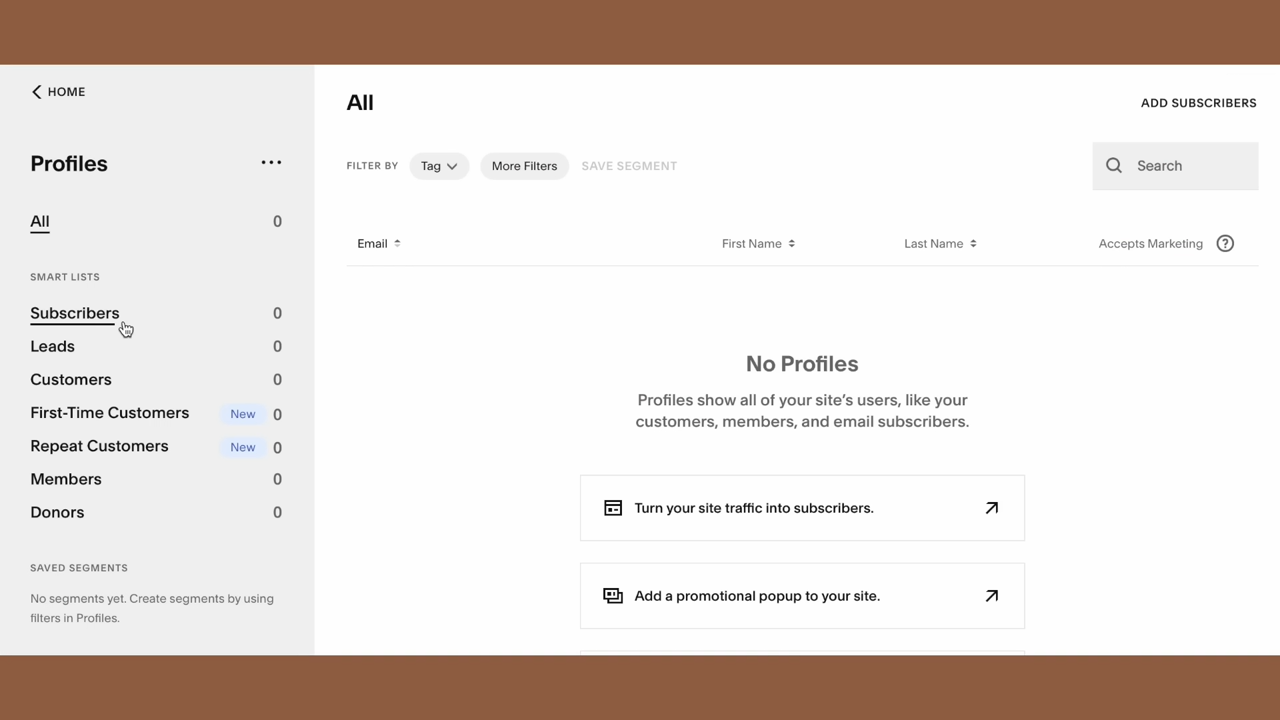 HOME
Profiles
All 0
SMART LISTS
Subscribers 0
Leads 0
Customers 0
First-Time Customers New 0
Repeat Customers New 0
Members 0
Donors 0
SAVED SEGMENTS
No segments yet. Create segments by using
filters in Profiles.
All
ADD SUBSCRIBERS
FILTER BY Tag More Filters SAVE SEGMENT
Search
Email First Name Last Name Accepts Marketing ?
No Profiles
Profiles show all of your site's users, like your
customers, members, and email subscribers.
Turn your site traffic into subscribers.
Add a promotional popup to your site.